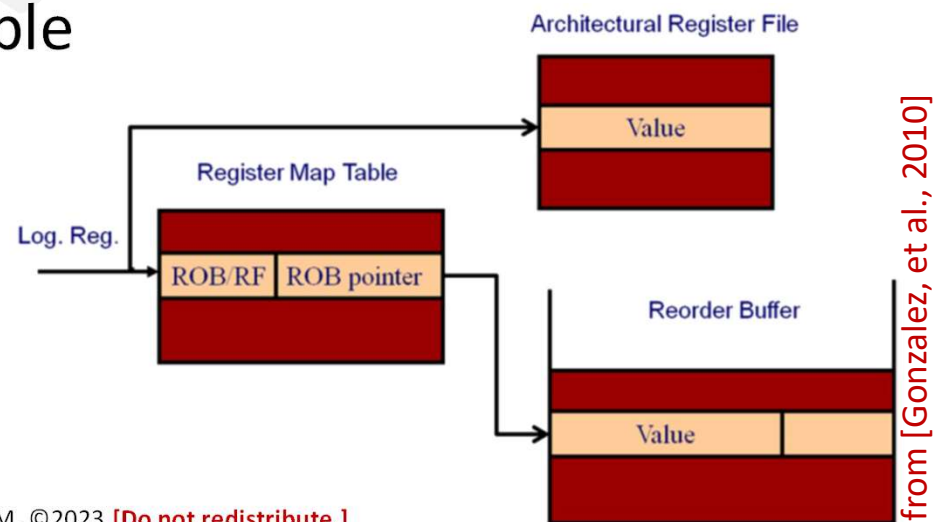 ble
Architectural Register File
Value
Register Map Table
Log. Reg.
ROB/RF
ROB pointer
Reorder Buffer
Value
from [Gonzalez, et al., 2010]
M. ©2023 [Do not redistribute.]